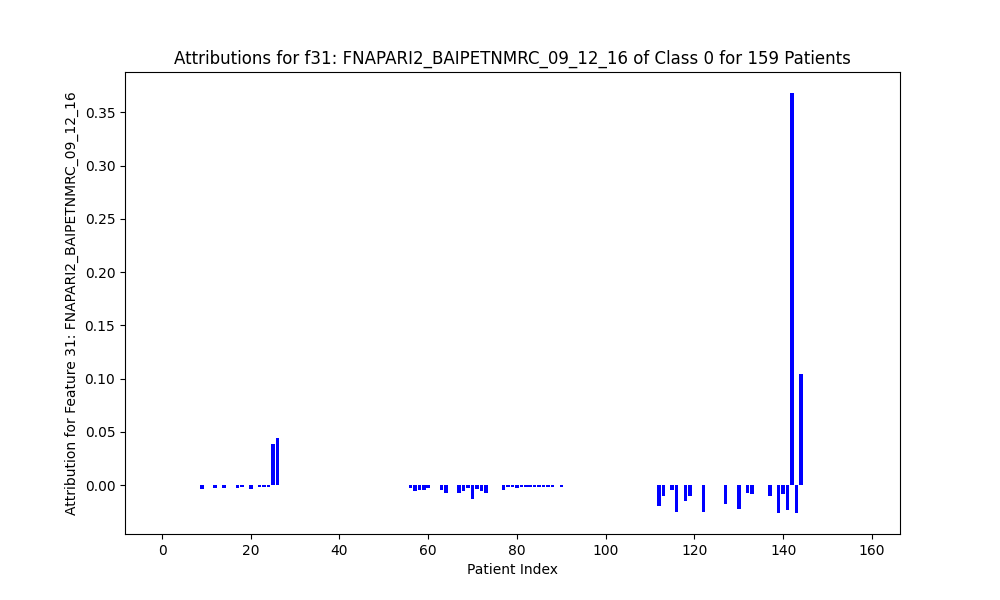 Attributions for f31: FNAPARI2_BAIPETNMRC_09_12_16 of Class 0 for 159 Patients
Attribution for Feature 31: FNAPARI2_BAIPETNMRC_09_12_16
0.35
0.30
0.25
0.20
0.15
0.10
0.05
0.00
0 20 40 60 80 100 120 140 160
Patient Index